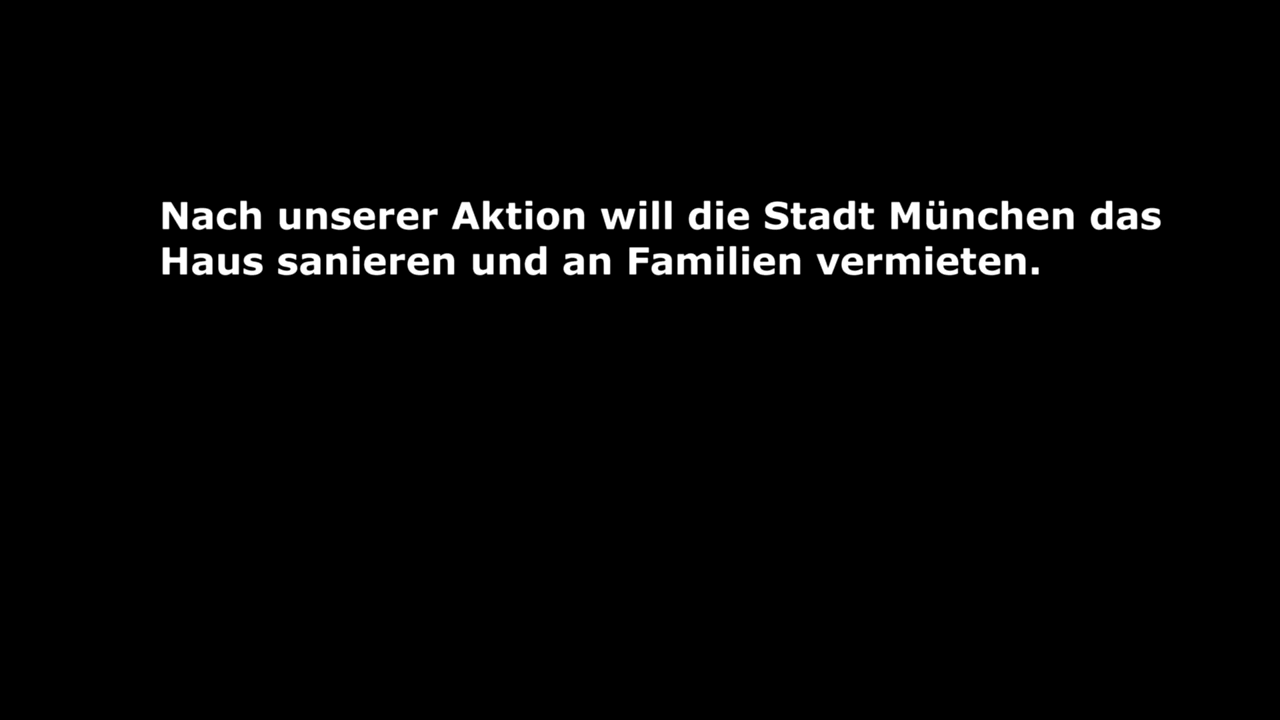 Nach unserer Aktion will die Stadt München das
Haus sanieren und an Familien vermieten.